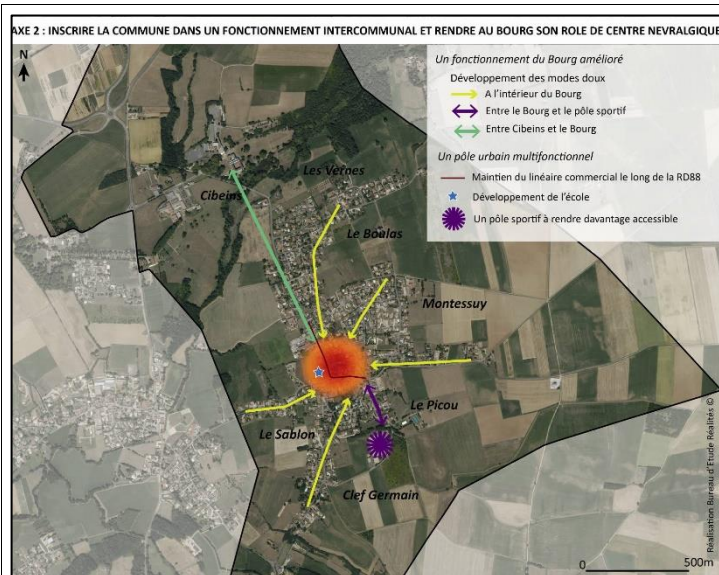 AXE 2 : INSCRIRE LA COMMUNE DANS UN FONCTIONNEMENT INTERCOMMUNAL ET RENDRE AU BOURG SON ROLE DE CENTRE NEVRALGIQUE
N
Un fonctionnement du Bourg amélioré
Développement des modes doux
A l'intérieur du Bourg
Entre le Bourg et le pôle sportif
Entre Cibeins et le Bourg
Un pôle urbain multifonctionnel
Maintien du linéaire commercial le long de la RD88
Développement de l'école
Un pôle sportif à rendre davantage accessible
Les Vernes
Cibeins
Le Boulas
Montessuy
Le Picou
Le Sablon
Clef Germain
Réalisation Bureau d'Etude Réalités ©
0 500m